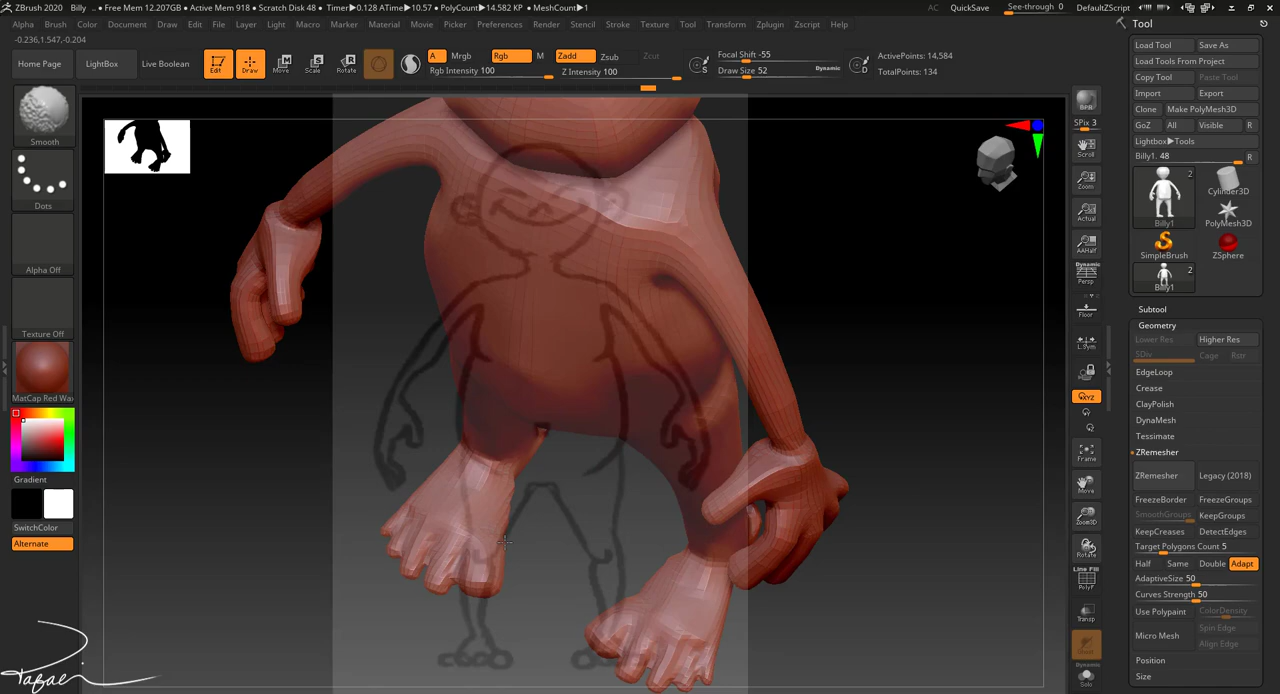 ZBrush 2020 Billy ... • Free Mem 12.207GB • Active Mem 918 • Scratch Disk 48 • Timer▶0.128 ATime▶10.57 • PolyCount▶14.582 KP • MeshCount▶1 AC QuickSave See-through 0 DefaultZScript
Alpha Brush Color Document Draw Edit File Layer Light Macro Marker Material Movie Picker Preferences Render Stencil Stroke Texture Tool Transform Zplugin Zscript Help
-0.236,1.547,-0.204
Home Page LightBox Live Boolean Edit Draw Move Scale Rotate
A Mrgb Rgb M Zadd Zsub Zcut
Rgb Intensity 100 Z Intensity 100
Focal Shift -55
Draw Size 52 Dynamic
S D
ActivePoints: 14,584
TotalPoints: 134
Smooth
Dots
Alpha Off
Texture Off
MatCap Red Wax
Gradient
SwitchColor
Alternate
BPR
SPix 3
Scroll
Zoom
Actual
AAHalf
Dynamic
Persp
Floor
L.Sym
XYZ
Frame
Move
Zoom3D
Rotate
Line Fill
PolyF
Transp
Ghost
Dynamic
Solo
Tool
Load Tool Save As
Load Tools From Project
Copy Tool Paste Tool
Import Export
Clone Make PolyMesh3D
GoZ All Visible R
Lightbox▶Tools
Billy1. 48 R
2
Billy1 Cylinder3D
PolyMesh3D
SimpleBrush ZSphere
2
Billy1
Subtool
Geometry
Lower Res Higher Res
SDiv Cage Rstr
EdgeLoop
Crease
ClayPolish
DynaMesh
Tessimate
ZRemesher
ZRemesher Legacy (2018)
FreezeBorder FreezeGroups
SmoothGroups KeepGroups
KeepCreases DetectEdges
Target Polygons Count 5
Half Same Double Adapt
AdaptiveSize 50
Curves Strength 50
Use Polypaint ColorDensity
Micro Mesh Spin Edge
Align Edge
Position
Size